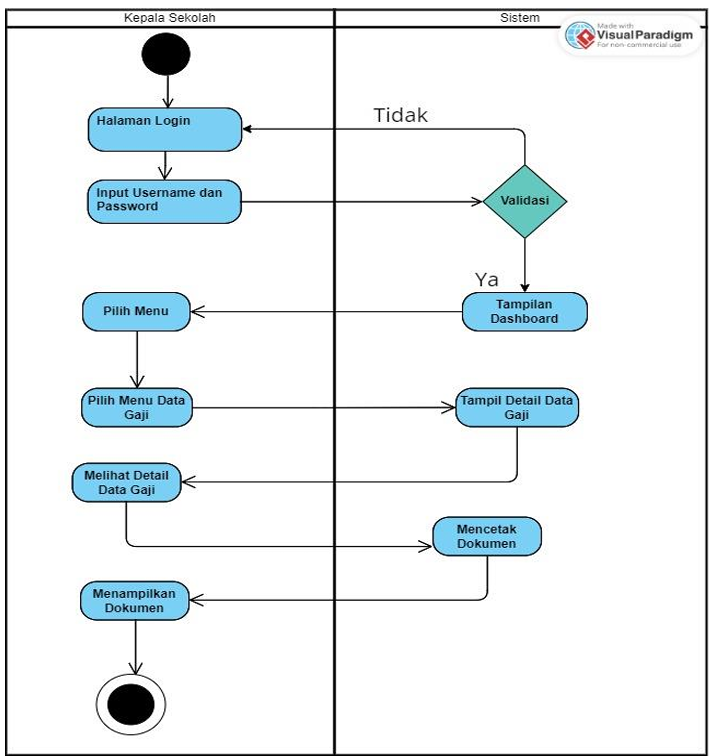 Kepala Sekolah
Sistem
Made with
Visual Paradigm
For non-commercial use
Halaman Login
Tidak
Input Username dan
Password
Validasi
Ya
Pilih Menu
Tampilan
Dashboard
Pilih Menu Data
Gaji
Tampil Detail Data
Gaji
Melihat Detail
Data Gaji
Mencetak
Dokumen
Menampilkan
Dokumen